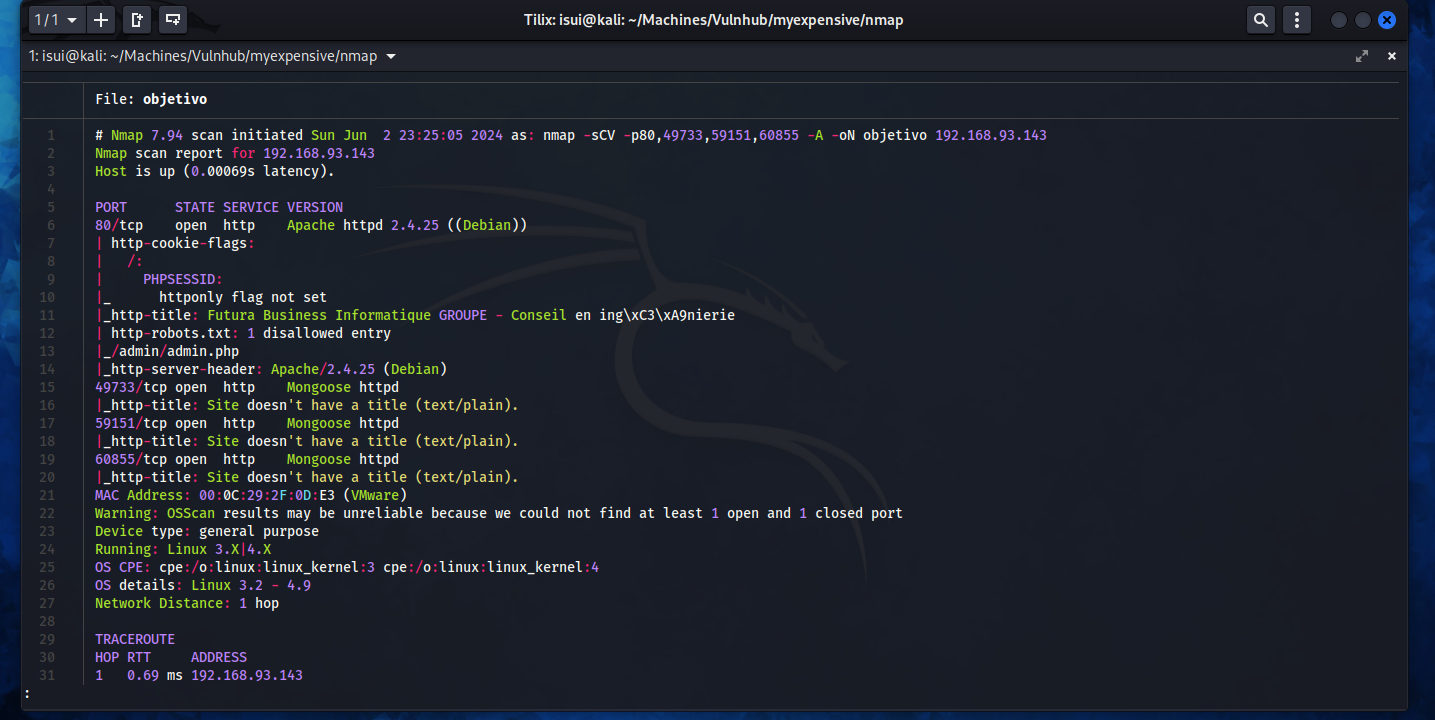 1 / 1
Tilix: isui@kali: ~/Machines/Vulnhub/myexpensive/nmap
1: isui@kali: ~/Machines/Vulnhub/myexpensive/nmap
File: objetivo
1 # Nmap 7.94 scan initiated Sun Jun  2 23:25:05 2024 as: nmap -sCV -p80,49733,59151,60855 -A -oN objetivo 192.168.93.143
2 Nmap scan report for 192.168.93.143
3 Host is up (0.00069s latency).
4
5 PORT      STATE SERVICE VERSION
6 80/tcp    open  http    Apache httpd 2.4.25 ((Debian))
7 | http-cookie-flags:
8 |   /:
9 |     PHPSESSID:
10 |_      httponly flag not set
11 |_http-title: Futura Business Informatique GROUPE - Conseil en ing\xC3\xA9nierie
12 | http-robots.txt: 1 disallowed entry
13 |_/admin/admin.php
14 |_http-server-header: Apache/2.4.25 (Debian)
15 49733/tcp open  http    Mongoose httpd
16 |_http-title: Site doesn't have a title (text/plain).
17 59151/tcp open  http    Mongoose httpd
18 |_http-title: Site doesn't have a title (text/plain).
19 60855/tcp open  http    Mongoose httpd
20 |_http-title: Site doesn't have a title (text/plain).
21 MAC Address: 00:0C:29:2F:0D:E3 (VMware)
22 Warning: OSScan results may be unreliable because we could not find at least 1 open and 1 closed port
23 Device type: general purpose
24 Running: Linux 3.X|4.X
25 OS CPE: cpe:/o:linux:linux_kernel:3 cpe:/o:linux:linux_kernel:4
26 OS details: Linux 3.2 - 4.9
27 Network Distance: 1 hop
28
29 TRACEROUTE
30 HOP RTT     ADDRESS
31 1   0.69 ms 192.168.93.143
: